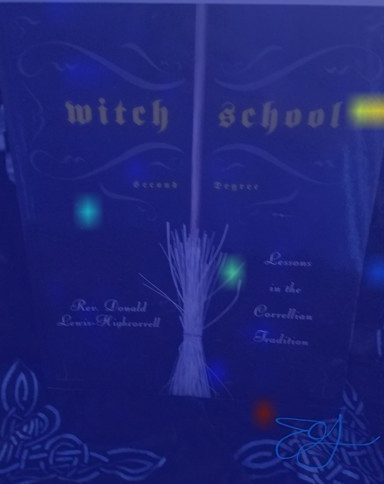 witch school
Second Degree
Lessons
in the
Correllian
Tradition
Rev. Donald
Lewis-Highcorrell